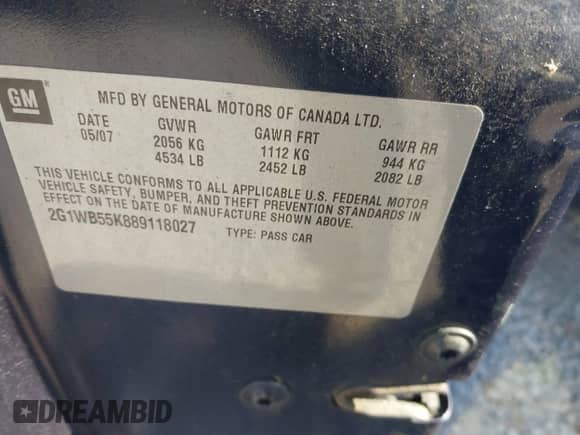 GM
MFD BY GENERAL MOTORS OF CANADA LTD.
DATE GVWR GAWR FRT GAWR RR
05/07 2056 KG 1112 KG 944 KG
4534 LB 2452 LB 2082 LB
THIS VEHICLE CONFORMS TO ALL APPLICABLE U.S. FEDERAL MOTOR
VEHICLE SAFETY, BUMPER, AND THEFT PREVENTION STANDARDS IN
EFFECT ON THE DATE OF MANUFACTURE SHOWN ABOVE.
2G1WB55K889118027 TYPE: PASS CAR
DREAMBID